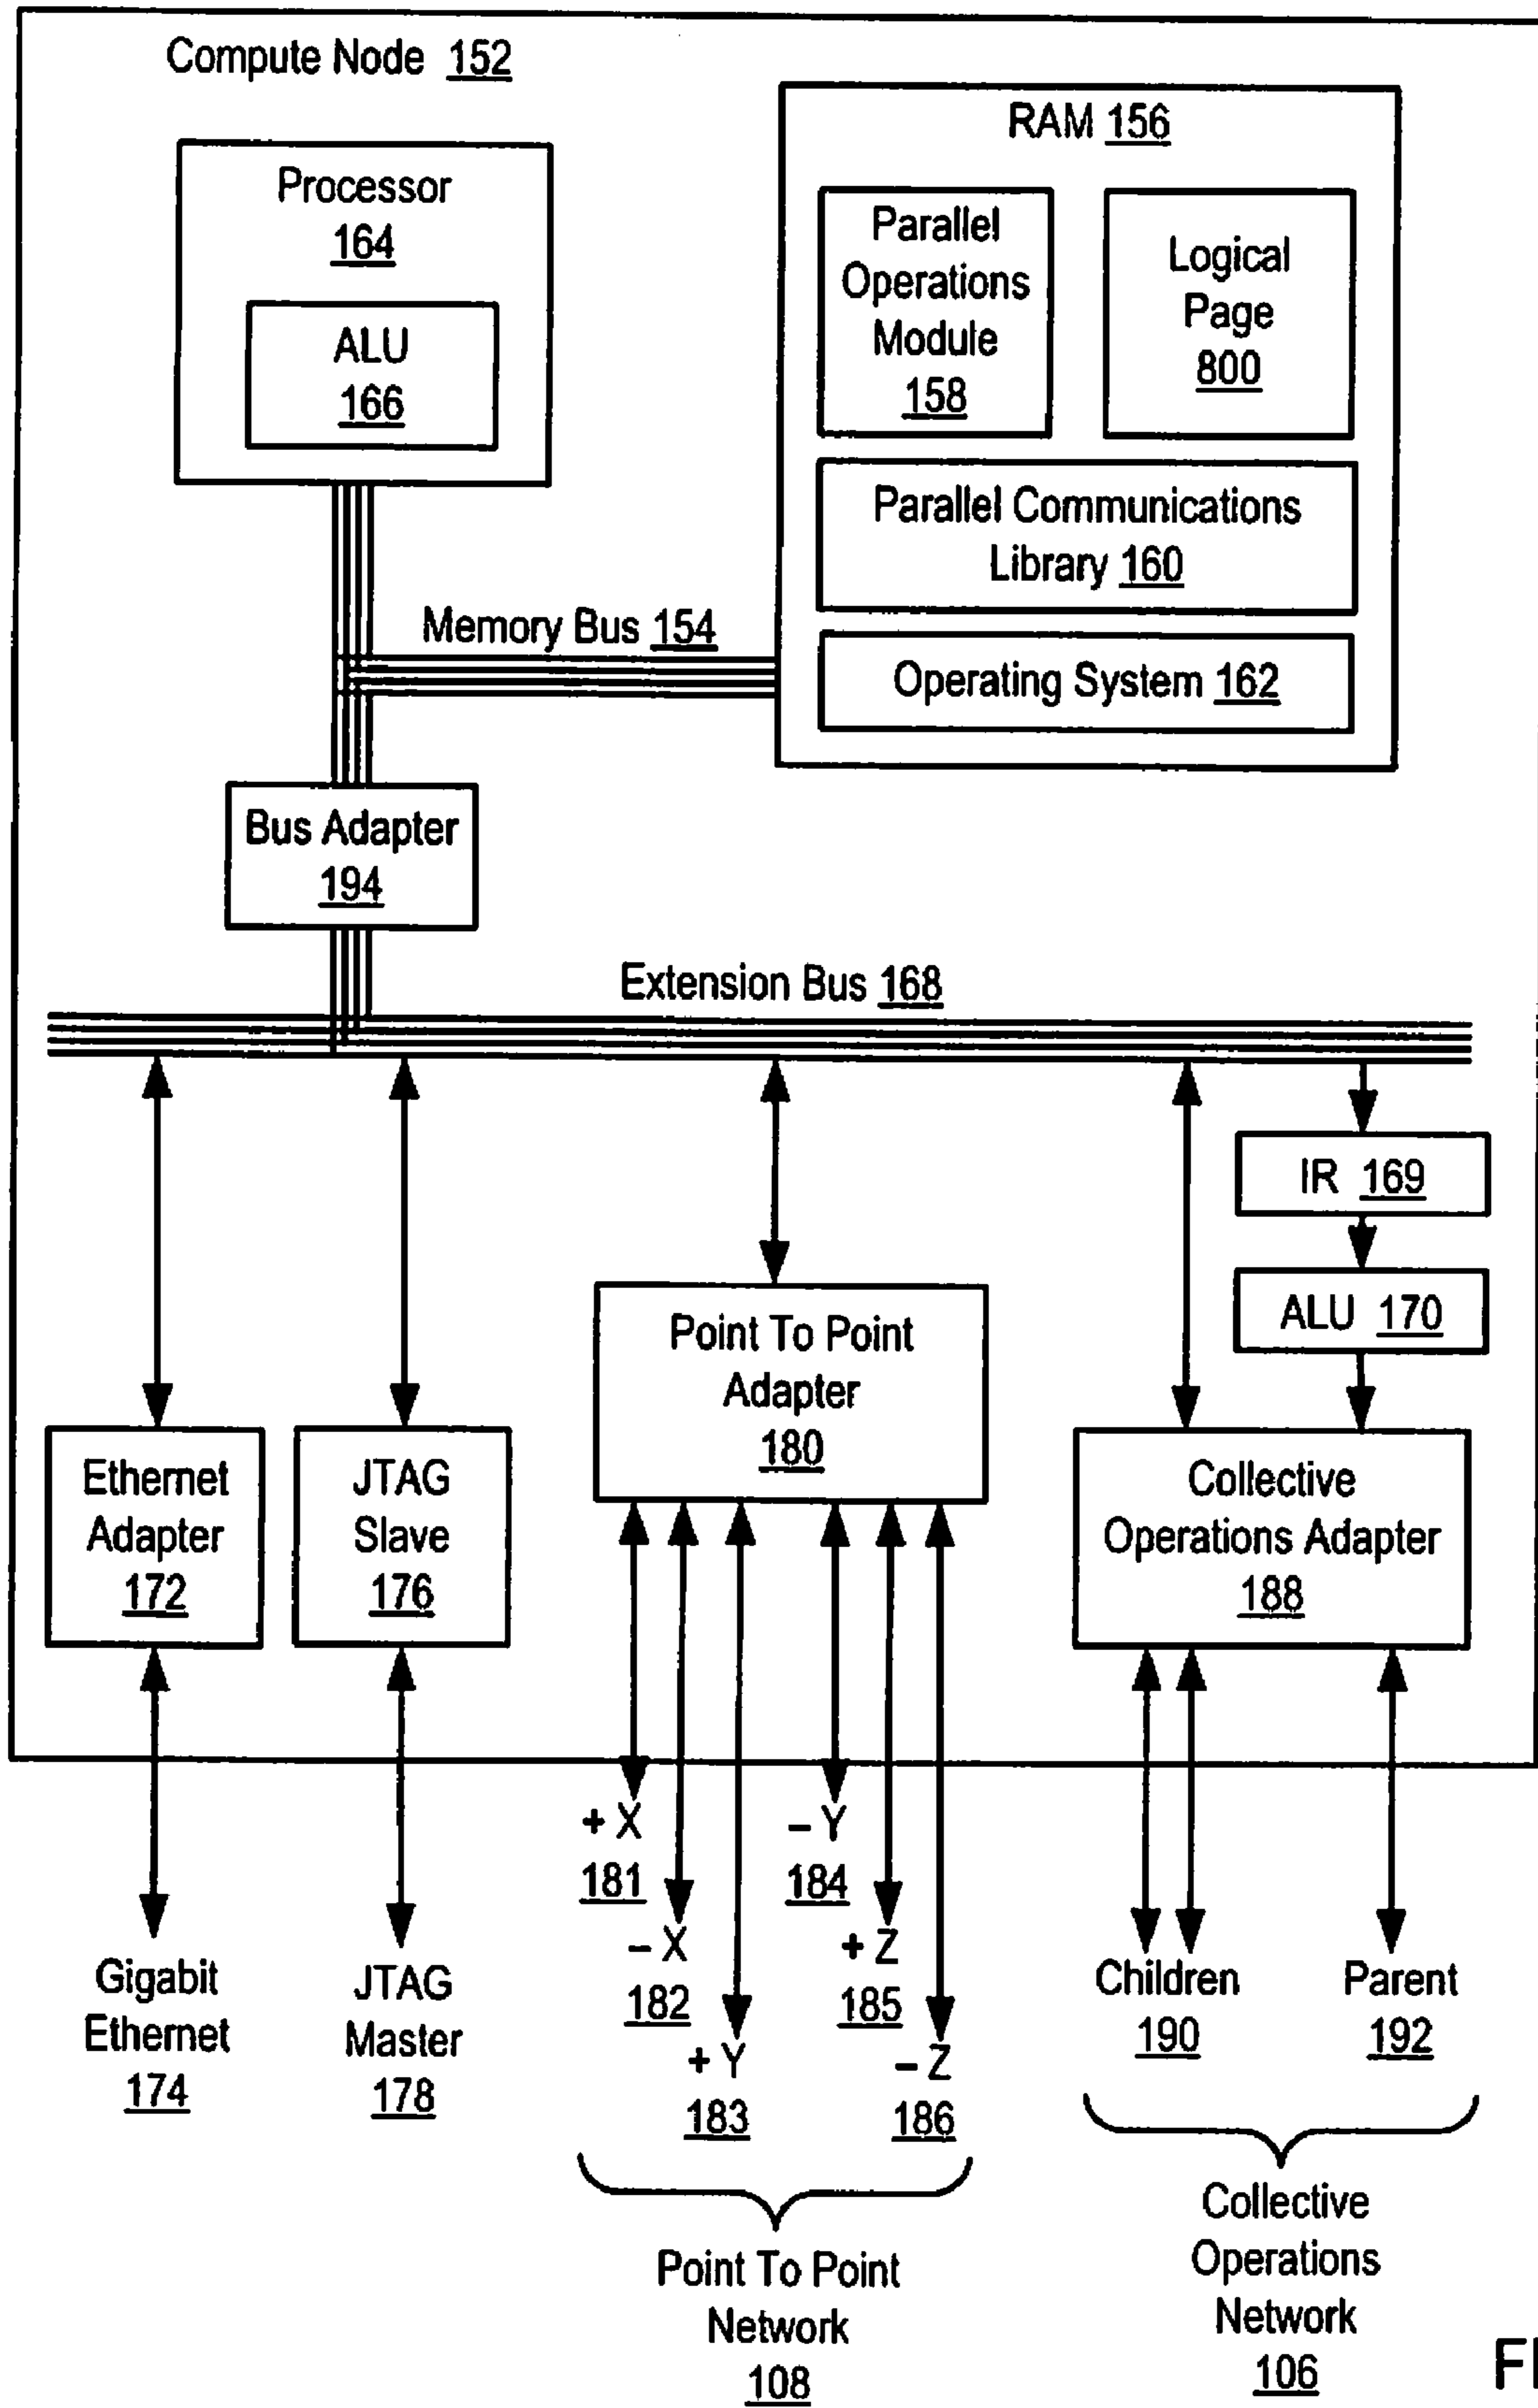 Compute Node 152
RAM 156
Processor
164
ALU
166
Parallel
Operations
Module
158
Logical
Page
800
Parallel Communications
Library 160
Memory Bus 154
Operating System 162
Bus Adapter
194
Extension Bus 168
IR 169
ALU 170
Point To Point
Adapter
180
Ethernet
Adapter
172
JTAG
Slave
176
Collective
Operations Adapter
188
+ X
181
– X
182
+ Y
183
– Y
184
+ Z
185
– Z
186
Gigabit
Ethernet
174
JTAG
Master
178
Children
190
Parent
192
Point To Point
Network
108
Collective
Operations
Network
106